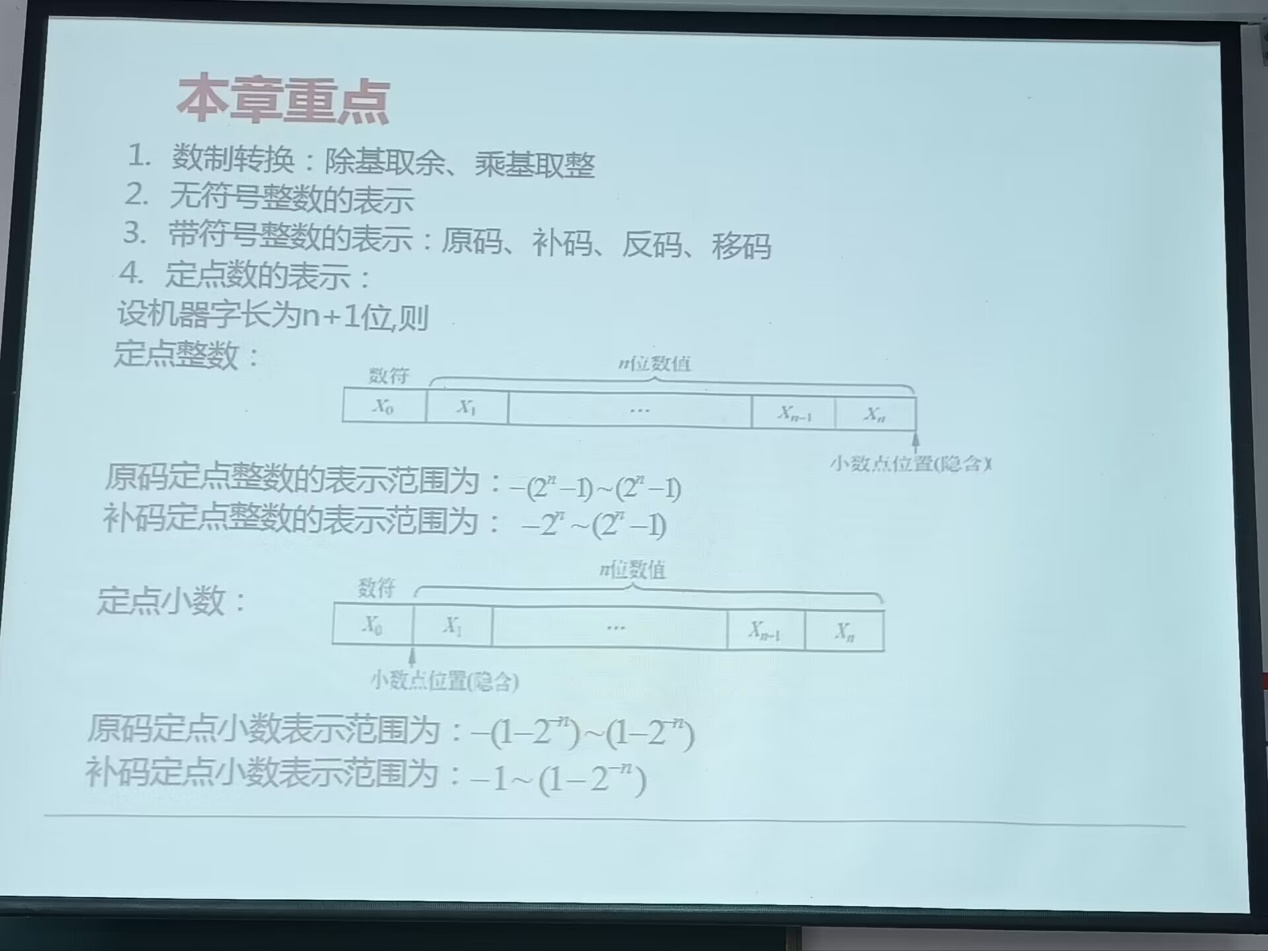 本章重点
1. 数制转换：除基取余、乘基取整
2. 无符号整数的表示
3. 带符号整数的表示：原码、补码、反码、移码
4. 定点数的表示：
设机器字长为n+1位,则
定点整数：
数符 n位数值
X₀ X₁ ... Xₙ₋₁ Xₙ
小数点位置(隐含)
原码定点整数的表示范围为：−(2ⁿ−1)~(2ⁿ−1)
补码定点整数的表示范围为： −2ⁿ~(2ⁿ−1)
定点小数：
数符 n位数值
X₀ X₁ ... Xₙ₋₁ Xₙ
小数点位置(隐含)
原码定点小数表示范围为：−(1−2⁻ⁿ)~(1−2⁻ⁿ)
补码定点小数表示范围为：−1~(1−2⁻ⁿ)